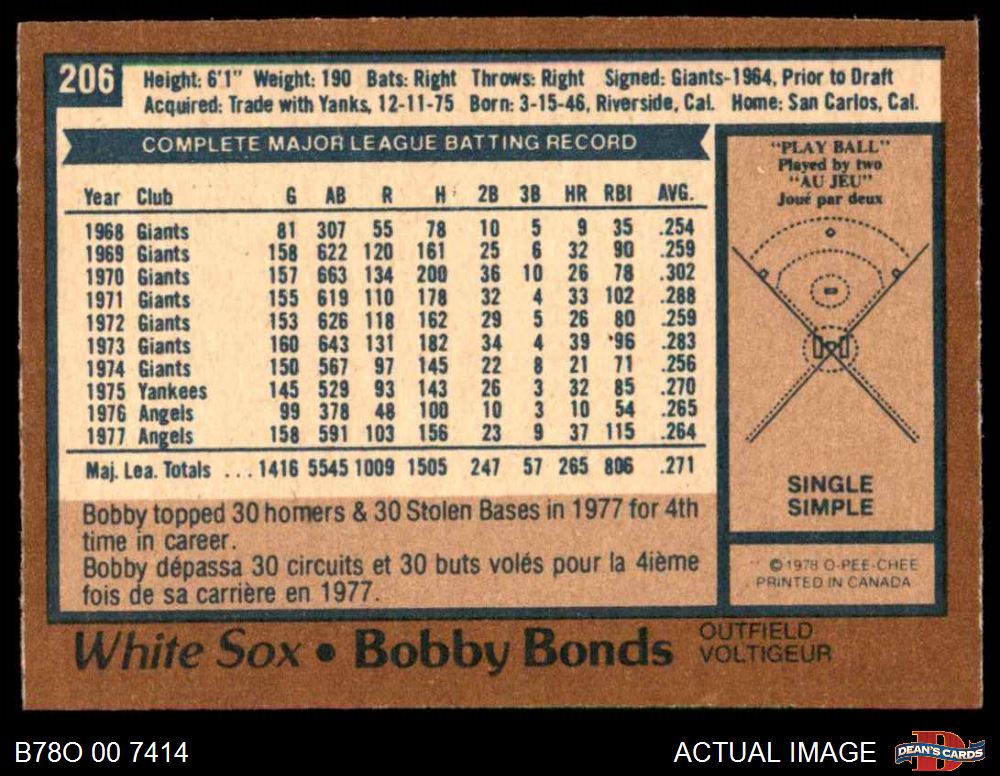 206
Height: 6'1" Weight: 190 Bats: Right Throws: Right Signed: Giants-1964, Prior to Draft
Acquired: Trade with Yanks, 12-11-75 Born: 3-15-46, Riverside, Cal. Home: San Carlos, Cal.
COMPLETE MAJOR LEAGUE BATTING RECORD
Year Club G AB R H 2B 3B HR RBI AVG.
1968 Giants 81 307 55 78 10 5 9 35 .254
1969 Giants 158 622 120 161 25 6 32 90 .259
1970 Giants 157 663 134 200 36 10 26 78 .302
1971 Giants 155 619 110 178 32 4 33 102 .288
1972 Giants 153 626 118 162 29 5 26 80 .259
1973 Giants 160 643 131 182 34 4 39 96 .283
1974 Giants 150 567 97 145 22 8 21 71 .256
1975 Yankees 145 529 93 143 26 3 32 85 .270
1976 Angels 99 378 48 100 10 3 10 54 .265
1977 Angels 158 591 103 156 23 9 37 115 .264
Maj. Lea. Totals ... 1416 5545 1009 1505 247 57 265 806 .271
Bobby topped 30 homers & 30 Stolen Bases in 1977 for 4th
time in career.
Bobby dépassa 30 circuits et 30 buts volés pour la 4ième
fois de sa carrière en 1977.
"PLAY BALL"
Played by two
"AU JEU"
Joué par deux
SINGLE
SIMPLE
© 1978 O-PEE-CHEE
PRINTED IN CANADA
White Sox • Bobby Bonds
OUTFIELD
VOLTIGEUR
B78O 00 7414
ACTUAL IMAGE
DEAN'S CARDS